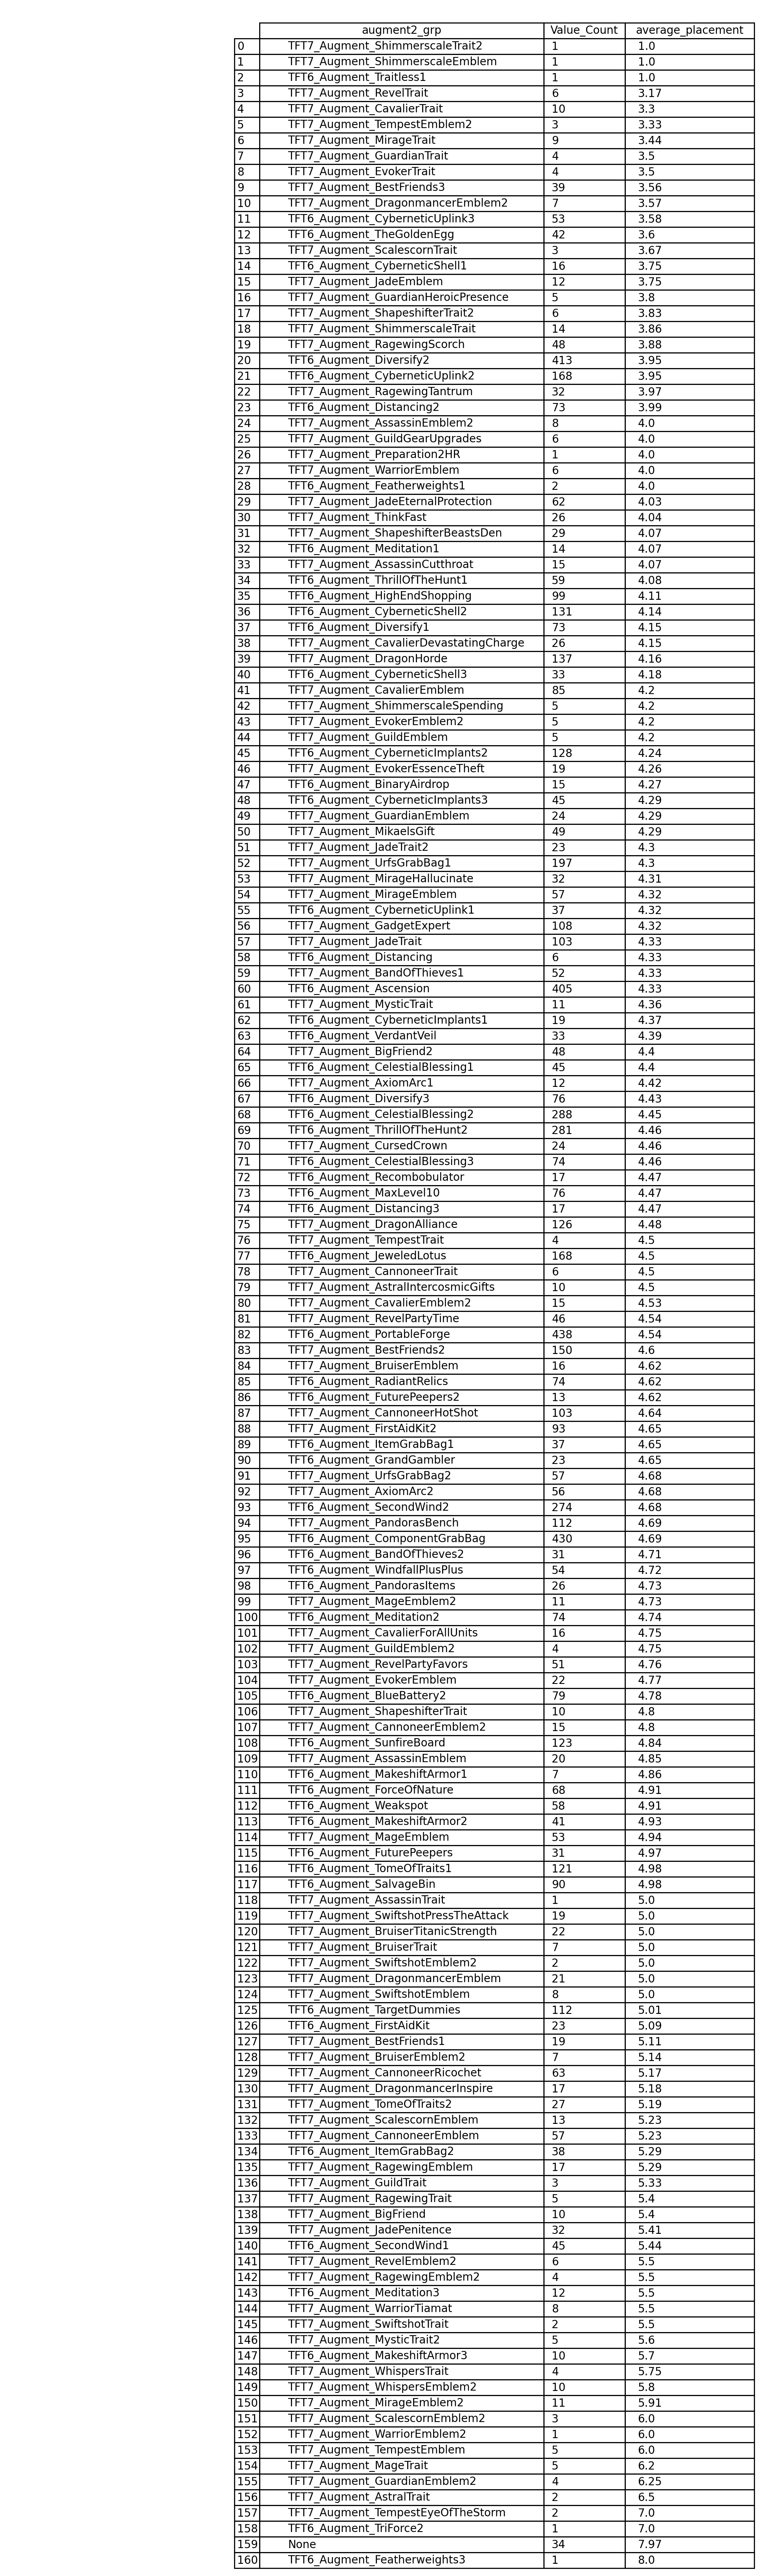 augment2_grp Value_Count average_placement
0 TFT7_Augment_ShimmerscaleTrait2 1 1.0
1 TFT7_Augment_ShimmerscaleEmblem 1 1.0
2 TFT6_Augment_Traitless1 1 1.0
3 TFT7_Augment_RevelTrait 6 3.17
4 TFT7_Augment_CavalierTrait 10 3.3
5 TFT7_Augment_TempestEmblem2 3 3.33
6 TFT7_Augment_MirageTrait 9 3.44
7 TFT7_Augment_GuardianTrait 4 3.5
8 TFT7_Augment_EvokerTrait 4 3.5
9 TFT7_Augment_BestFriends3 39 3.56
10 TFT7_Augment_DragonmancerEmblem2 7 3.57
11 TFT6_Augment_CyberneticUplink3 53 3.58
12 TFT6_Augment_TheGoldenEgg 42 3.6
13 TFT7_Augment_ScalescornTrait 3 3.67
14 TFT6_Augment_CyberneticShell1 16 3.75
15 TFT7_Augment_JadeEmblem 12 3.75
16 TFT7_Augment_GuardianHeroicPresence 5 3.8
17 TFT7_Augment_ShapeshifterTrait2 6 3.83
18 TFT7_Augment_ShimmerscaleTrait 14 3.86
19 TFT7_Augment_RagewingScorch 48 3.88
20 TFT6_Augment_Diversify2 413 3.95
21 TFT6_Augment_CyberneticUplink2 168 3.95
22 TFT7_Augment_RagewingTantrum 32 3.97
23 TFT6_Augment_Distancing2 73 3.99
24 TFT7_Augment_AssassinEmblem2 8 4.0
25 TFT7_Augment_GuildGearUpgrades 6 4.0
26 TFT7_Augment_Preparation2HR 1 4.0
27 TFT7_Augment_WarriorEmblem 6 4.0
28 TFT6_Augment_Featherweights1 2 4.0
29 TFT7_Augment_JadeEternalProtection 62 4.03
30 TFT7_Augment_ThinkFast 26 4.04
31 TFT7_Augment_ShapeshifterBeastsDen 29 4.07
32 TFT6_Augment_Meditation1 14 4.07
33 TFT7_Augment_AssassinCutthroat 15 4.07
34 TFT6_Augment_ThrillOfTheHunt1 59 4.08
35 TFT6_Augment_HighEndShopping 99 4.11
36 TFT6_Augment_CyberneticShell2 131 4.14
37 TFT6_Augment_Diversify1 73 4.15
38 TFT7_Augment_CavalierDevastatingCharge 26 4.15
39 TFT7_Augment_DragonHorde 137 4.16
40 TFT6_Augment_CyberneticShell3 33 4.18
41 TFT7_Augment_CavalierEmblem 85 4.2
42 TFT7_Augment_ShimmerscaleSpending 5 4.2
43 TFT7_Augment_EvokerEmblem2 5 4.2
44 TFT7_Augment_GuildEmblem 5 4.2
45 TFT6_Augment_CyberneticImplants2 128 4.24
46 TFT7_Augment_EvokerEssenceTheft 19 4.26
47 TFT6_Augment_BinaryAirdrop 15 4.27
48 TFT6_Augment_CyberneticImplants3 45 4.29
49 TFT7_Augment_GuardianEmblem 24 4.29
50 TFT7_Augment_MikaelsGift 49 4.29
51 TFT7_Augment_JadeTrait2 23 4.3
52 TFT7_Augment_UrfsGrabBag1 197 4.3
53 TFT7_Augment_MirageHallucinate 32 4.31
54 TFT7_Augment_MirageEmblem 57 4.32
55 TFT6_Augment_CyberneticUplink1 37 4.32
56 TFT7_Augment_GadgetExpert 108 4.32
57 TFT7_Augment_JadeTrait 103 4.33
58 TFT6_Augment_Distancing 6 4.33
59 TFT7_Augment_BandOfThieves1 52 4.33
60 TFT6_Augment_Ascension 405 4.33
61 TFT7_Augment_MysticTrait 11 4.36
62 TFT6_Augment_CyberneticImplants1 19 4.37
63 TFT6_Augment_VerdantVeil 33 4.39
64 TFT7_Augment_BigFriend2 48 4.4
65 TFT6_Augment_CelestialBlessing1 45 4.4
66 TFT7_Augment_AxiomArc1 12 4.42
67 TFT6_Augment_Diversify3 76 4.43
68 TFT6_Augment_CelestialBlessing2 288 4.45
69 TFT6_Augment_ThrillOfTheHunt2 281 4.46
70 TFT7_Augment_CursedCrown 24 4.46
71 TFT6_Augment_CelestialBlessing3 74 4.46
72 TFT6_Augment_Recombobulator 17 4.47
73 TFT6_Augment_MaxLevel10 76 4.47
74 TFT6_Augment_Distancing3 17 4.47
75 TFT7_Augment_DragonAlliance 126 4.48
76 TFT7_Augment_TempestTrait 4 4.5
77 TFT6_Augment_JeweledLotus 168 4.5
78 TFT7_Augment_CannoneerTrait 6 4.5
79 TFT7_Augment_AstralIntercosmicGifts 10 4.5
80 TFT7_Augment_CavalierEmblem2 15 4.53
81 TFT7_Augment_RevelPartyTime 46 4.54
82 TFT6_Augment_PortableForge 438 4.54
83 TFT7_Augment_BestFriends2 150 4.6
84 TFT7_Augment_BruiserEmblem 16 4.62
85 TFT6_Augment_RadiantRelics 74 4.62
86 TFT6_Augment_FuturePeepers2 13 4.62
87 TFT7_Augment_CannoneerHotShot 103 4.64
88 TFT7_Augment_FirstAidKit2 93 4.65
89 TFT6_Augment_ItemGrabBag1 37 4.65
90 TFT6_Augment_GrandGambler 23 4.65
91 TFT7_Augment_UrfsGrabBag2 57 4.68
92 TFT7_Augment_AxiomArc2 56 4.68
93 TFT6_Augment_SecondWind2 274 4.68
94 TFT7_Augment_PandorasBench 112 4.69
95 TFT6_Augment_ComponentGrabBag 430 4.69
96 TFT6_Augment_BandOfThieves2 31 4.71
97 TFT6_Augment_WindfallPlusPlus 54 4.72
98 TFT6_Augment_PandorasItems 26 4.73
99 TFT7_Augment_MageEmblem2 11 4.73
100 TFT6_Augment_Meditation2 74 4.74
101 TFT7_Augment_CavalierForAllUnits 16 4.75
102 TFT7_Augment_GuildEmblem2 4 4.75
103 TFT7_Augment_RevelPartyFavors 51 4.76
104 TFT7_Augment_EvokerEmblem 22 4.77
105 TFT6_Augment_BlueBattery2 79 4.78
106 TFT7_Augment_ShapeshifterTrait 10 4.8
107 TFT7_Augment_CannoneerEmblem2 15 4.8
108 TFT6_Augment_SunfireBoard 123 4.84
109 TFT7_Augment_AssassinEmblem 20 4.85
110 TFT6_Augment_MakeshiftArmor1 7 4.86
111 TFT6_Augment_ForceOfNature 68 4.91
112 TFT6_Augment_Weakspot 58 4.91
113 TFT6_Augment_MakeshiftArmor2 41 4.93
114 TFT7_Augment_MageEmblem 53 4.94
115 TFT6_Augment_FuturePeepers 31 4.97
116 TFT6_Augment_TomeOfTraits1 121 4.98
117 TFT6_Augment_SalvageBin 90 4.98
118 TFT7_Augment_AssassinTrait 1 5.0
119 TFT7_Augment_SwiftshotPressTheAttack 19 5.0
120 TFT7_Augment_BruiserTitanicStrength 22 5.0
121 TFT7_Augment_BruiserTrait 7 5.0
122 TFT7_Augment_SwiftshotEmblem2 2 5.0
123 TFT7_Augment_DragonmancerEmblem 21 5.0
124 TFT7_Augment_SwiftshotEmblem 8 5.0
125 TFT6_Augment_TargetDummies 112 5.01
126 TFT6_Augment_FirstAidKit 23 5.09
127 TFT7_Augment_BestFriends1 19 5.11
128 TFT7_Augment_BruiserEmblem2 7 5.14
129 TFT7_Augment_CannoneerRicochet 63 5.17
130 TFT7_Augment_DragonmancerInspire 17 5.18
131 TFT6_Augment_TomeOfTraits2 27 5.19
132 TFT7_Augment_ScalescornEmblem 13 5.23
133 TFT7_Augment_CannoneerEmblem 57 5.23
134 TFT6_Augment_ItemGrabBag2 38 5.29
135 TFT7_Augment_RagewingEmblem 17 5.29
136 TFT7_Augment_GuildTrait 3 5.33
137 TFT7_Augment_RagewingTrait 5 5.4
138 TFT7_Augment_BigFriend 10 5.4
139 TFT7_Augment_JadePenitence 32 5.41
140 TFT6_Augment_SecondWind1 45 5.44
141 TFT7_Augment_RevelEmblem2 6 5.5
142 TFT7_Augment_RagewingEmblem2 4 5.5
143 TFT6_Augment_Meditation3 12 5.5
144 TFT7_Augment_WarriorTiamat 8 5.5
145 TFT7_Augment_SwiftshotTrait 2 5.5
146 TFT7_Augment_MysticTrait2 5 5.6
147 TFT6_Augment_MakeshiftArmor3 10 5.7
148 TFT7_Augment_WhispersTrait 4 5.75
149 TFT7_Augment_WhispersEmblem2 10 5.8
150 TFT7_Augment_MirageEmblem2 11 5.91
151 TFT7_Augment_ScalescornEmblem2 3 6.0
152 TFT7_Augment_WarriorEmblem2 1 6.0
153 TFT7_Augment_TempestEmblem 5 6.0
154 TFT7_Augment_MageTrait 5 6.2
155 TFT7_Augment_GuardianEmblem2 4 6.25
156 TFT7_Augment_AstralTrait 2 6.5
157 TFT7_Augment_TempestEyeOfTheStorm 2 7.0
158 TFT6_Augment_TriForce2 1 7.0
159 None 34 7.97
160 TFT6_Augment_Featherweights3 1 8.0